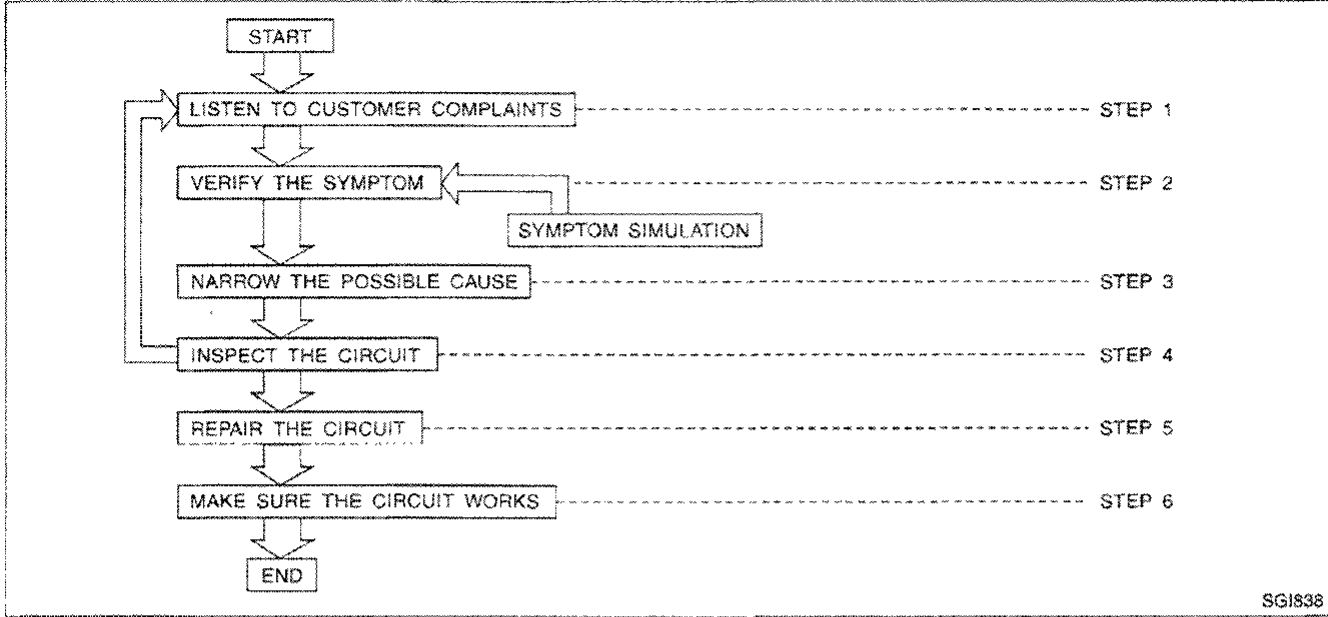 START
LISTEN TO CUSTOMER COMPLAINTS STEP 1
VERIFY THE SYMPTOM STEP 2
SYMPTOM SIMULATION
NARROW THE POSSIBLE CAUSE STEP 3
INSPECT THE CIRCUIT STEP 4
REPAIR THE CIRCUIT STEP 5
MAKE SURE THE CIRCUIT WORKS STEP 6
END
SGI838